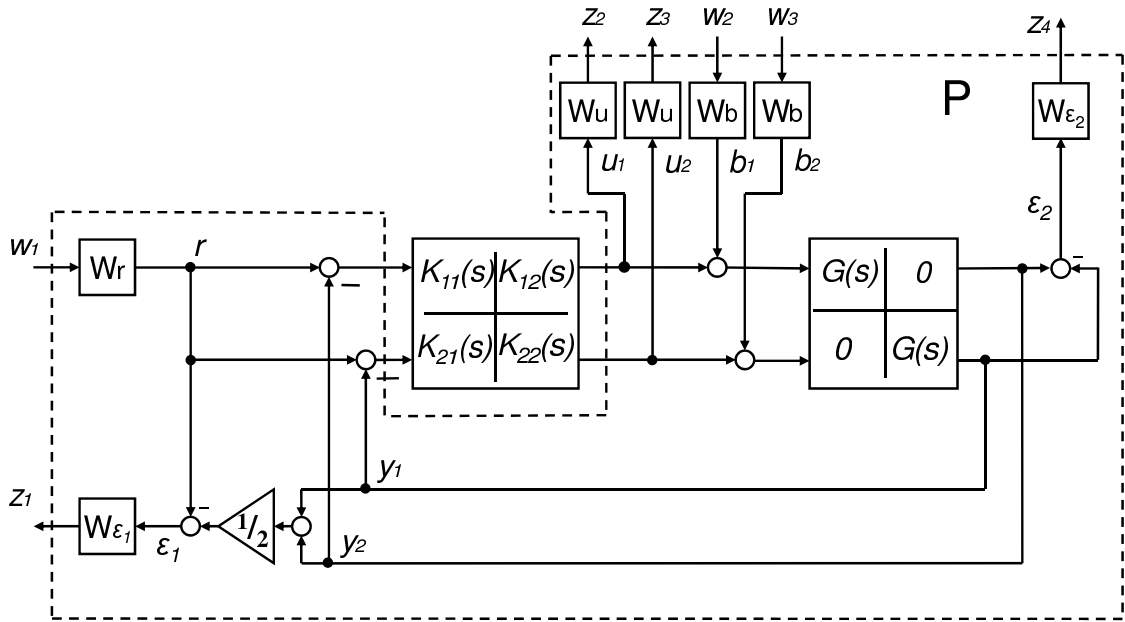 z2 z3 w2 w3 z4
Wu Wu Wb Wb P Wε2
u1 u2 b1 b2
ε2
w1 Wr r
K11(s) K12(s) G(s) 0 -
K21(s) K22(s) 0 G(s)
y1
z1 Wε1 ε1 - 1/2
y2